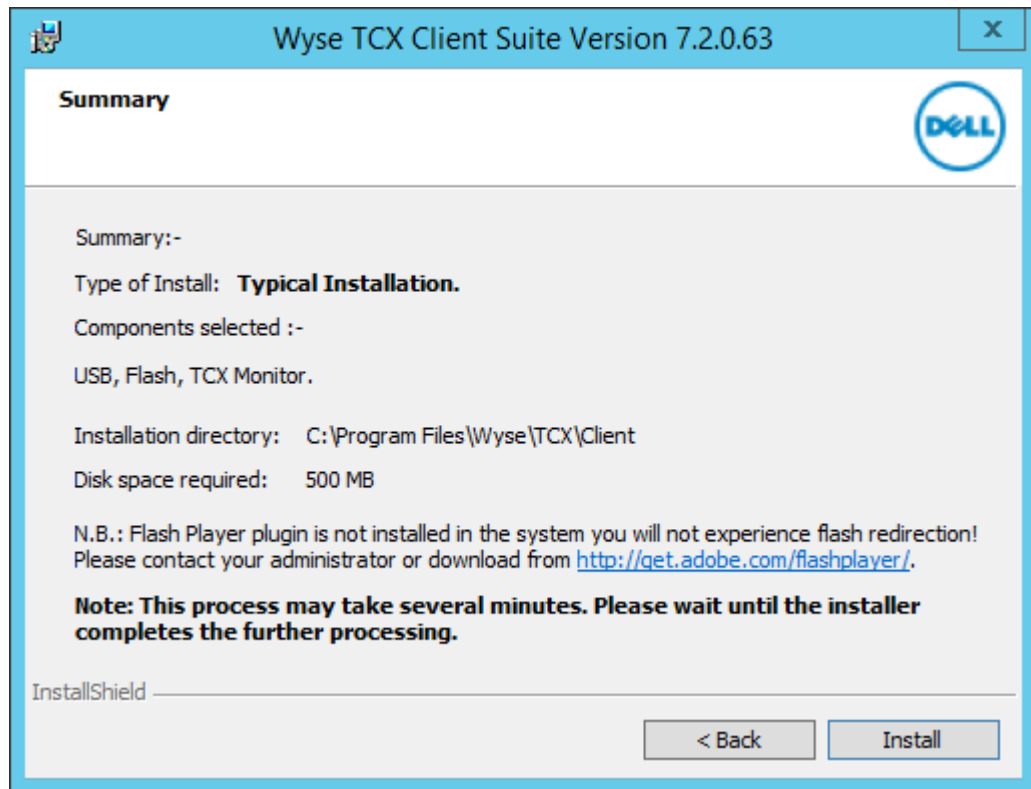 Wyse TCX Client Suite Version 7.2.0.63
x
Summary
DELL
Summary:-
Type of Install: Typical Installation.
Components selected :-
USB, Flash, TCX Monitor.
Installation directory: C:\Program Files\Wyse\TCX\Client
Disk space required: 500 MB
N.B.: Flash Player plugin is not installed in the system you will not experience flash redirection!
Please contact your administrator or download from http://get.adobe.com/flashplayer/.
Note: This process may take several minutes. Please wait until the installer
completes the further processing.
InstallShield
< Back Install